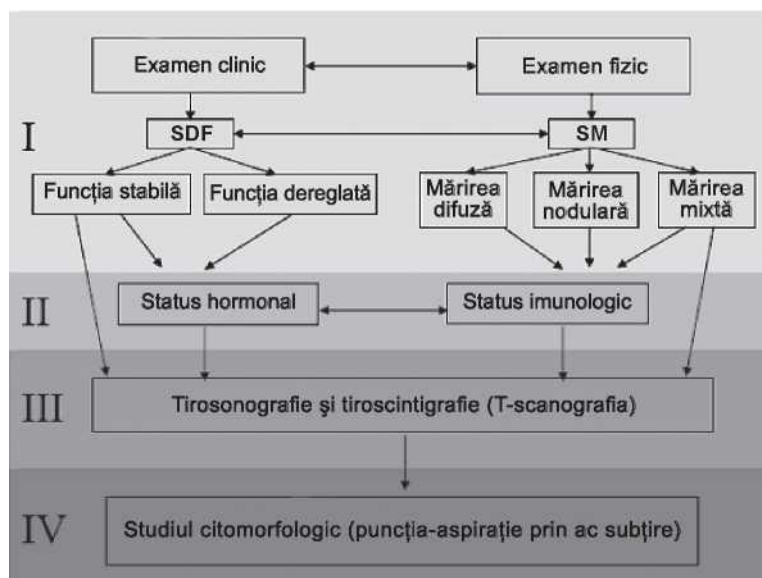 Examen clinic
Examen fizic
I
SDF
SM
Funcția stabilă
Funcția dereglată
Mărirea
difuză
Mărirea
nodulară
Mărirea
mixtă
II
Status hormonal
Status imunologic
III
Tirosonografie și tiroscintigrafie (T-scanografia)
IV
Studiul citomorfologic (puncția-aspirație prin ac subțire)